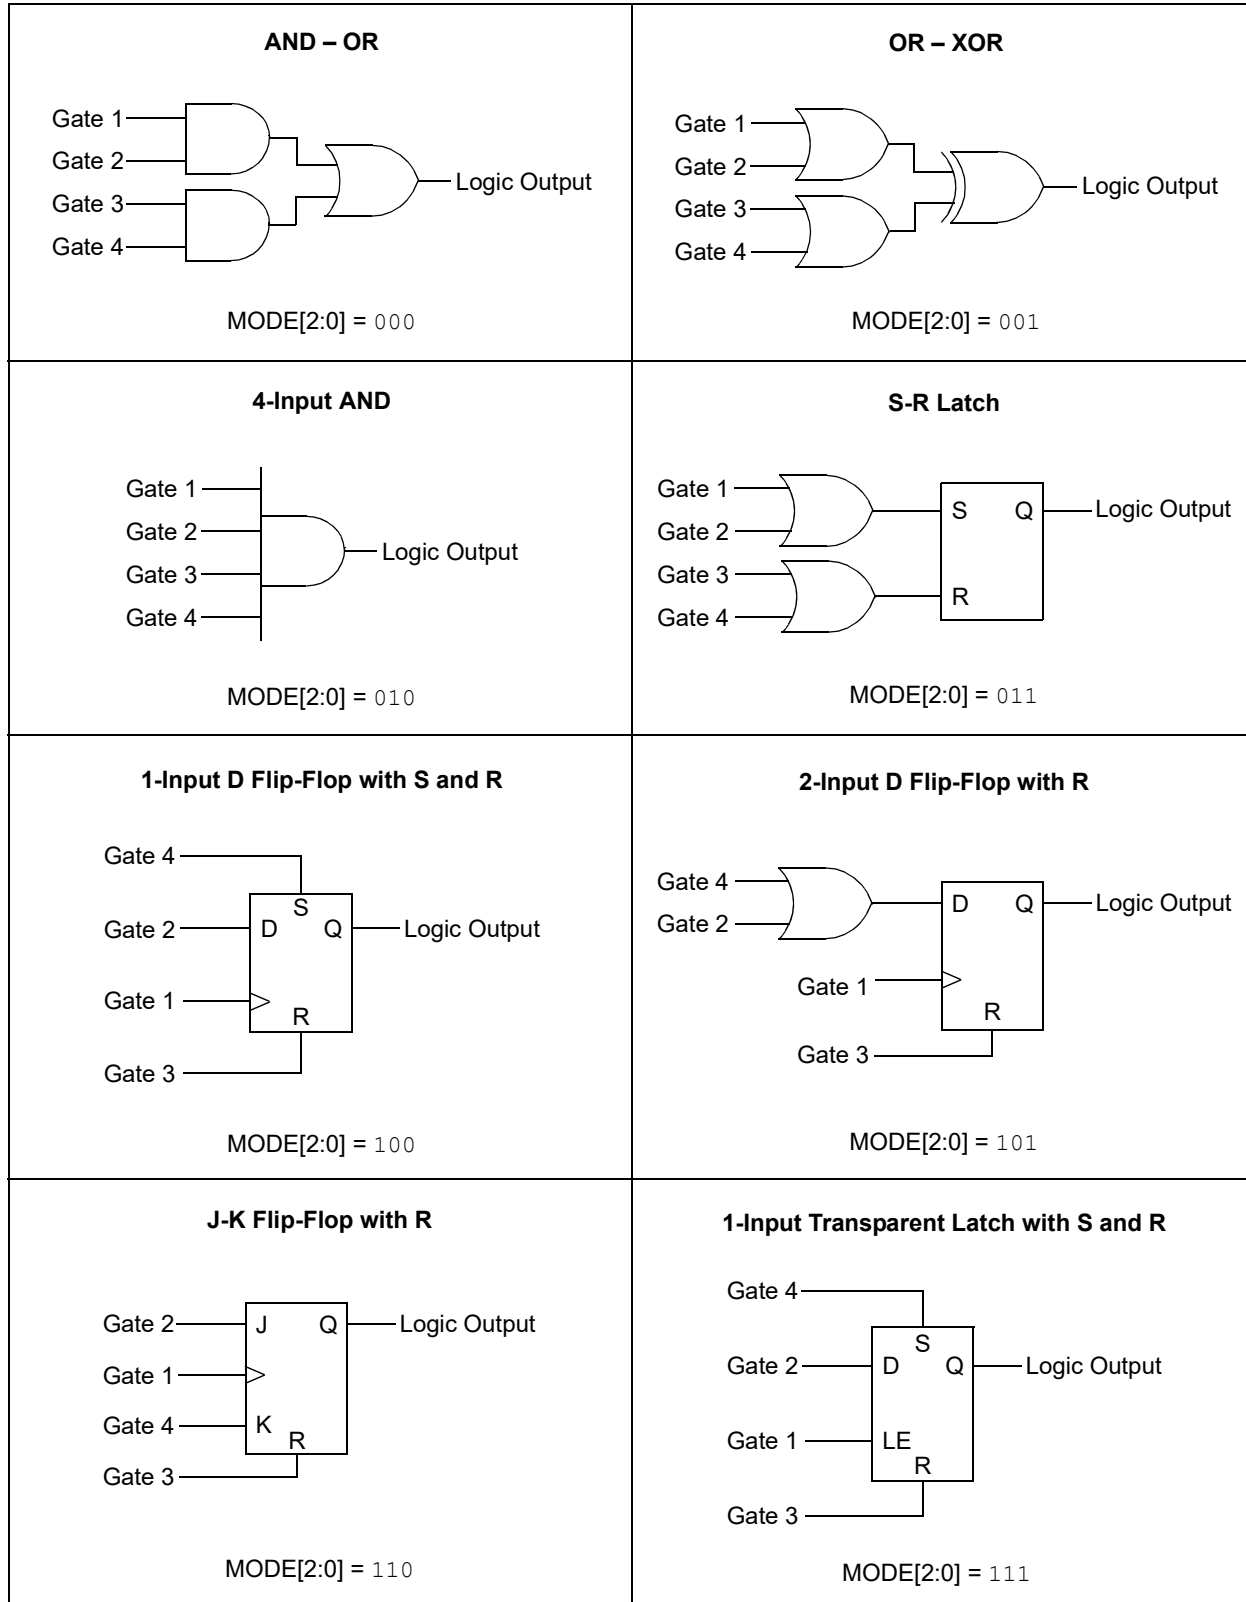 AND – OR
Gate 1
Gate 2
Gate 3
Gate 4
Logic Output
MODE[2:0] = 000
OR – XOR
Gate 1
Gate 2
Gate 3
Gate 4
Logic Output
MODE[2:0] = 001
4-Input AND
Gate 1
Gate 2
Gate 3
Gate 4
Logic Output
MODE[2:0] = 010
S-R Latch
Gate 1
Gate 2
Gate 3
Gate 4
S Q
R
Logic Output
MODE[2:0] = 011
1-Input D Flip-Flop with S and R
Gate 4
S
Gate 2
D Q
Logic Output
Gate 1
R
Gate 3
MODE[2:0] = 100
2-Input D Flip-Flop with R
Gate 4
Gate 2
D Q
Logic Output
Gate 1
R
Gate 3
MODE[2:0] = 101
J-K Flip-Flop with R
Gate 2
J Q
Logic Output
Gate 1
Gate 4
K
R
Gate 3
MODE[2:0] = 110
1-Input Transparent Latch with S and R
Gate 4
S
Gate 2
D Q
Logic Output
Gate 1
LE
R
Gate 3
MODE[2:0] = 111